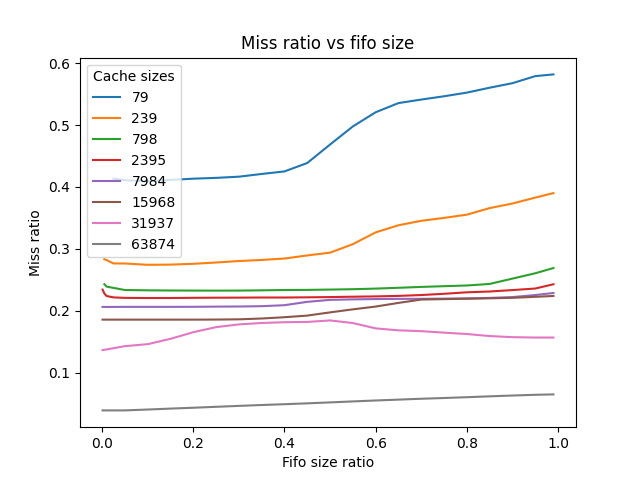 Miss ratio vs fifo size
Cache sizes
79
239
798
2395
7984
15968
31937
63874
0.6
0.5
0.4
0.3
0.2
0.1
Miss ratio
0.0 0.2 0.4 0.6 0.8 1.0
Fifo size ratio